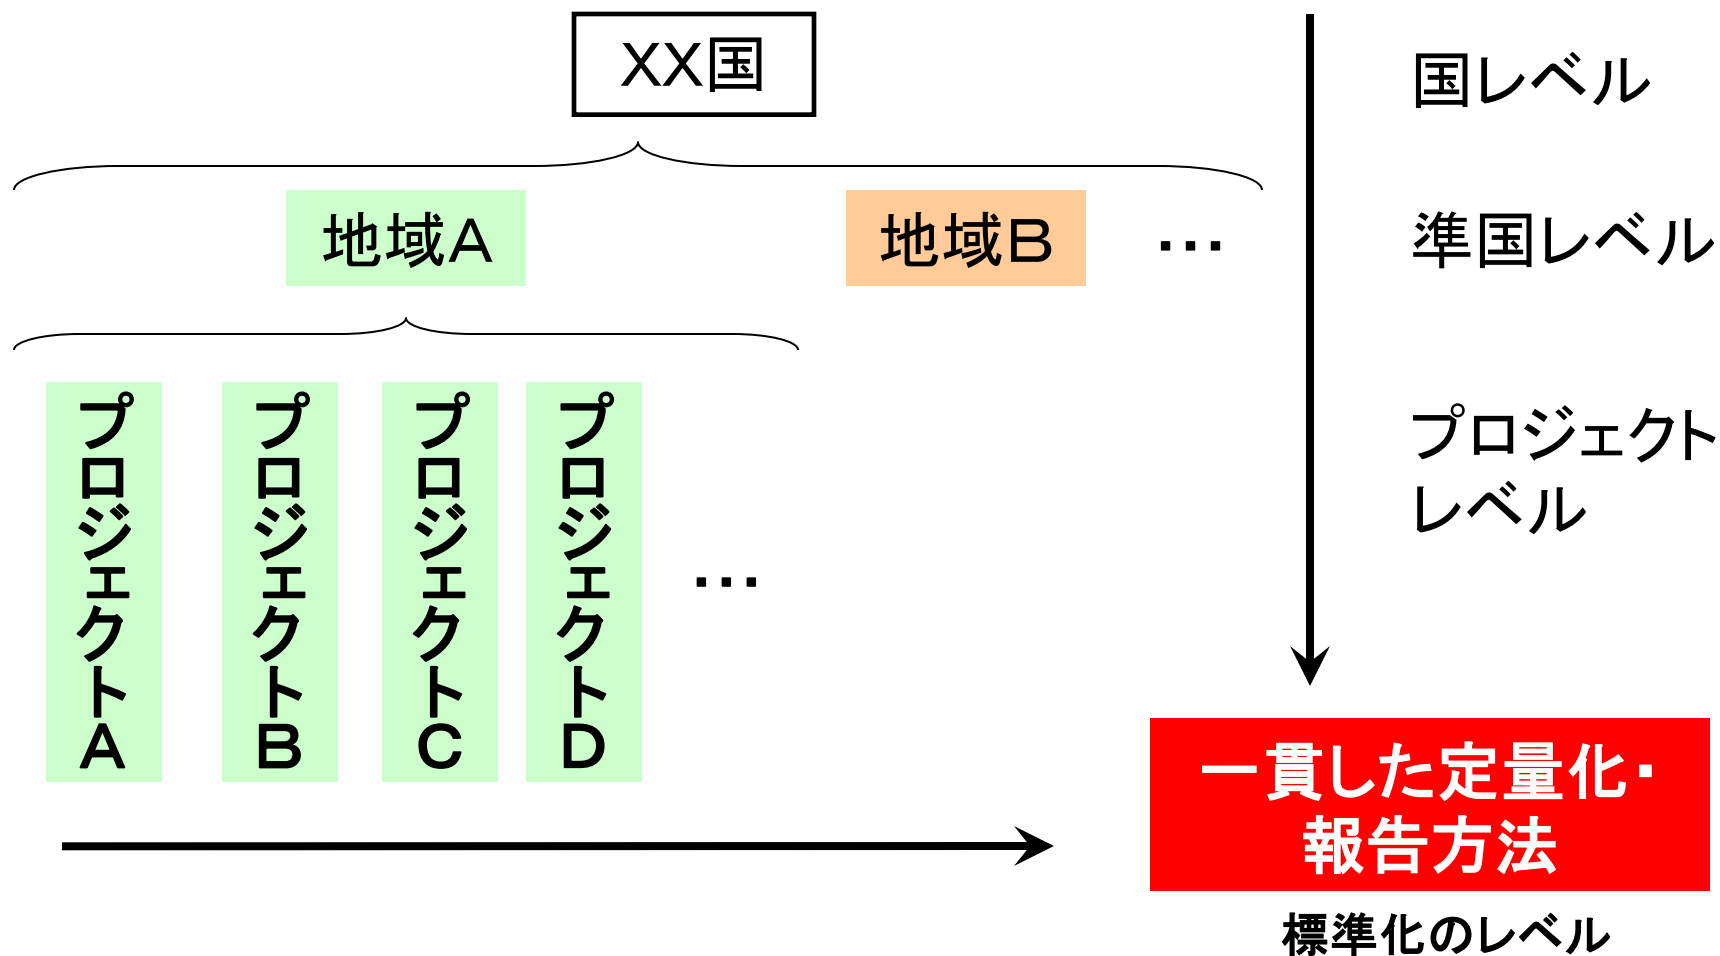 XX国
国レベル
地域A
地域B
…
準国レベル
プロジェクトA
プロジェクトB
プロジェクトC
プロジェクトD
…
プロジェクト
レベル
一貫した定量化・
報告方法
標準化のレベル